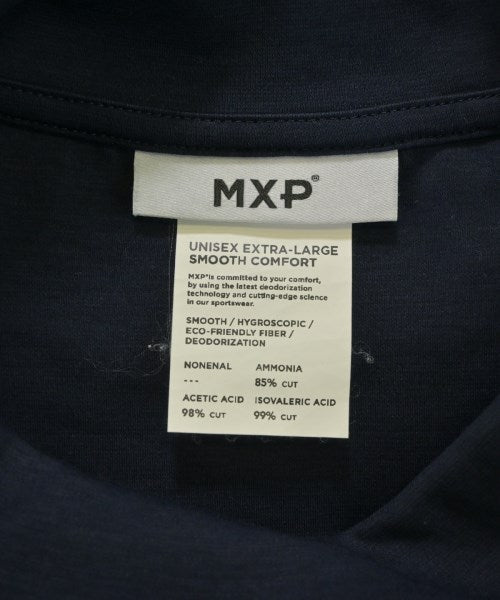 MXP®
UNISEX EXTRA-LARGE
SMOOTH COMFORT
MXP®is committed to your comfort,
by using the latest deodorization
technology and cutting-edge science
in our sportswear.
SMOOTH / HYGROSCOPIC /
ECO-FRIENDLY FIBER /
DEODORIZATION
NONENAL AMMONIA
--- 85% CUT
ACETIC ACID ISOVALERIC ACID
98% CUT 99% CUT